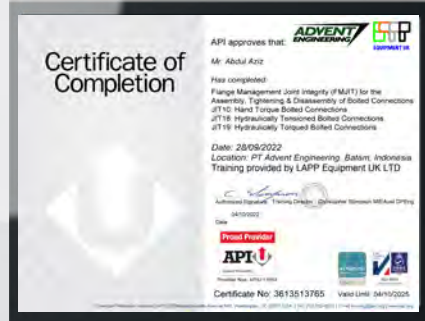 Certificate of
Completion
API approves that:
ADVENT
ENGINEERING
EQUIPMENT UK
Mr. Abdul Aziz
Has completed:
Flange Management Joint Integrity (FMJIT) for the
Assembly, Tightening & Disassembly of Bolted Connections
JIT10: Hand Torque Bolted Connections
JIT18: Hydraulically Tensioned Bolted Connections
JIT19: Hydraulically Torqued Bolted Connections
Date: 28/09/2022
Location: PT Advent Engineering, Batam, Indonesia
Training provided by LAPP Equipment UK LTD
Authorised Signature, Training Director
04/10/2022
Date
Proud Provider
API
Certificate No: 3613513765
Valid Until: 04/10/2025